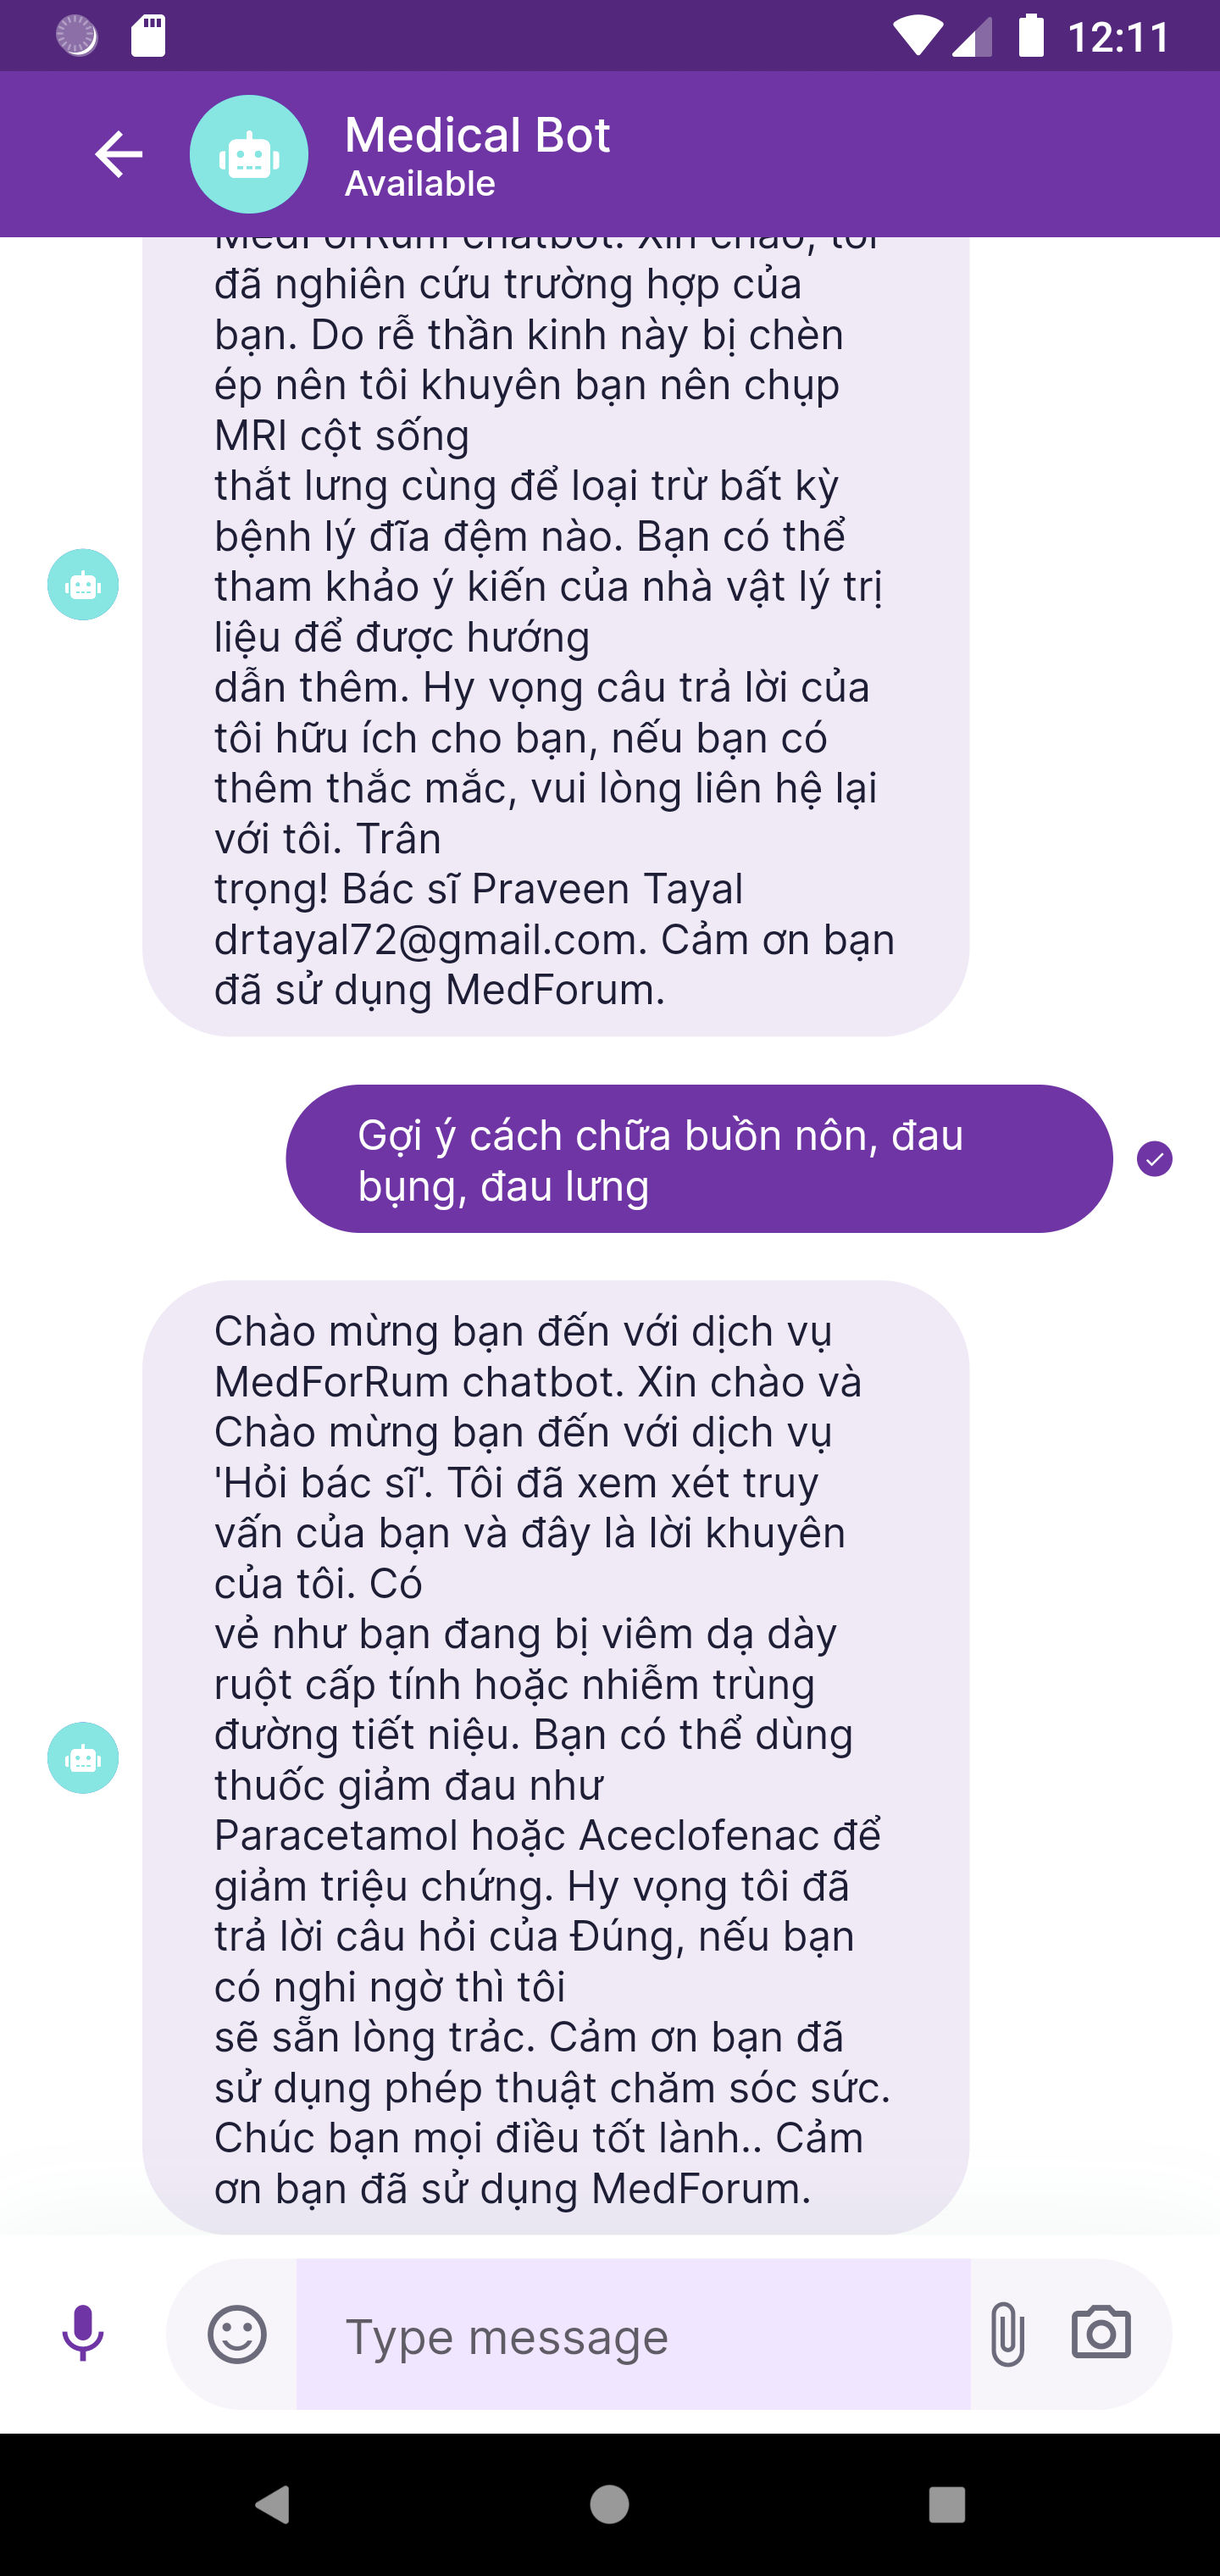 12:11
Medical Bot
Available
MedForRum chatbot. Xin chào, tôi
đã nghiên cứu trường hợp của
bạn. Do rễ thần kinh này bị chèn
ép nên tôi khuyên bạn nên chụp
MRI cột sống
thắt lưng cùng để loại trừ bất kỳ
bệnh lý đĩa đệm nào. Bạn có thể
tham khảo ý kiến của nhà vật lý trị
liệu để được hướng
dẫn thêm. Hy vọng câu trả lời của
tôi hữu ích cho bạn, nếu bạn có
thêm thắc mắc, vui lòng liên hệ lại
với tôi. Trân
trọng! Bác sĩ Praveen Tayal
drtayal72@gmail.com. Cảm ơn bạn
đã sử dụng MedForum.
Gợi ý cách chữa buồn nôn, đau
bụng, đau lưng
Chào mừng bạn đến với dịch vụ
MedForRum chatbot. Xin chào và
Chào mừng bạn đến với dịch vụ
'Hỏi bác sĩ'. Tôi đã xem xét truy
vấn của bạn và đây là lời khuyên
của tôi. Có
vẻ như bạn đang bị viêm dạ dày
ruột cấp tính hoặc nhiễm trùng
đường tiết niệu. Bạn có thể dùng
thuốc giảm đau như
Paracetamol hoặc Aceclofenac để
giảm triệu chứng. Hy vọng tôi đã
trả lời câu hỏi của Đúng, nếu bạn
có nghi ngờ thì tôi
sẽ sẵn lòng trảc. Cảm ơn bạn đã
sử dụng phép thuật chăm sóc sức.
Chúc bạn mọi điều tốt lành.. Cảm
ơn bạn đã sử dụng MedForum.
Type message